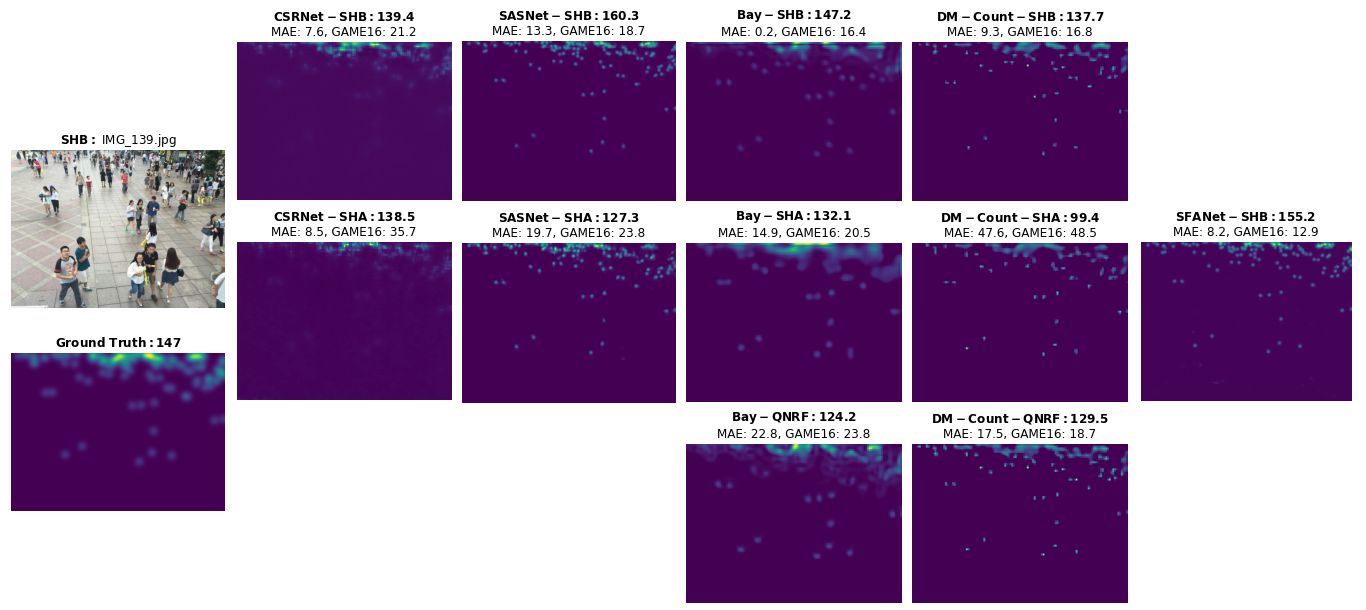 CSRNet − SHB : 139.4
MAE: 7.6, GAME16: 21.2
SASNet − SHB : 160.3
MAE: 13.3, GAME16: 18.7
Bay − SHB : 147.2
MAE: 0.2, GAME16: 16.4
DM − Count − SHB : 137.7
MAE: 9.3, GAME16: 16.8
SHB : IMG_139.jpg
CSRNet − SHA : 138.5
MAE: 8.5, GAME16: 35.7
SASNet − SHA : 127.3
MAE: 19.7, GAME16: 23.8
Bay − SHA : 132.1
MAE: 14.9, GAME16: 20.5
DM − Count − SHA : 99.4
MAE: 47.6, GAME16: 48.5
SFANet − SHB : 155.2
MAE: 8.2, GAME16: 12.9
Ground Truth : 147
Bay − QNRF : 124.2
MAE: 22.8, GAME16: 23.8
DM − Count − QNRF : 129.5
MAE: 17.5, GAME16: 18.7